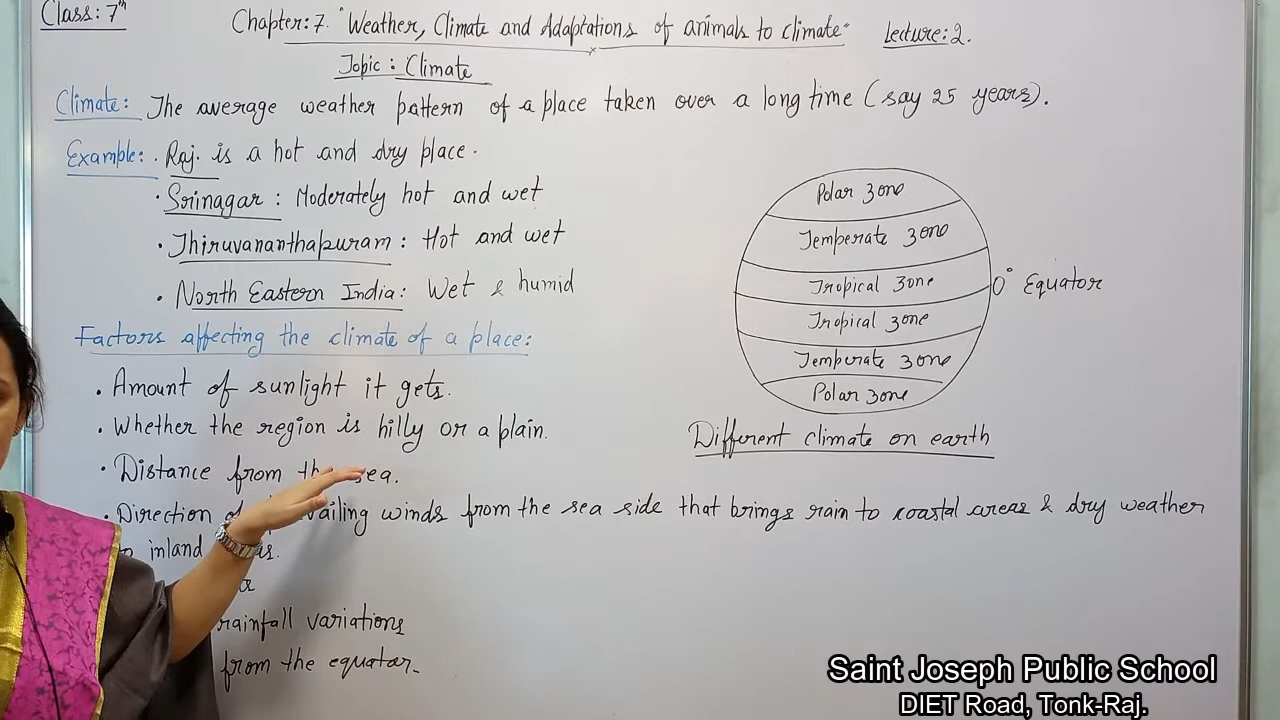 Class: 7th
Chapter: 7. "Weather, Climate and Adaptations of animals to climate"
Lecture: 2.
Topic : Climate
Climate: The average weather pattern of a place taken over a long time (say 25 years).
Example: · Raj. is a hot and dry place.
· Srinagar : Moderately hot and wet
· Thiruvananthapuram : Hot and wet
· North Eastern India: Wet & humid
Factors affecting the climate of a place:
· Amount of sunlight it gets.
· Whether the region is hilly or a plain.
· Distance from the sea.
· Direction winds from the sea side that brings rain to coastal areas & dry weather
inland
rainfall variations
from the equator.
Polar zone
Temperate zone
Tropical zone
0° Equator
Tropical zone
Temperate zone
Polar zone
Different climate on earth
Saint Joseph Public School
DIET Road, Tonk-Raj.